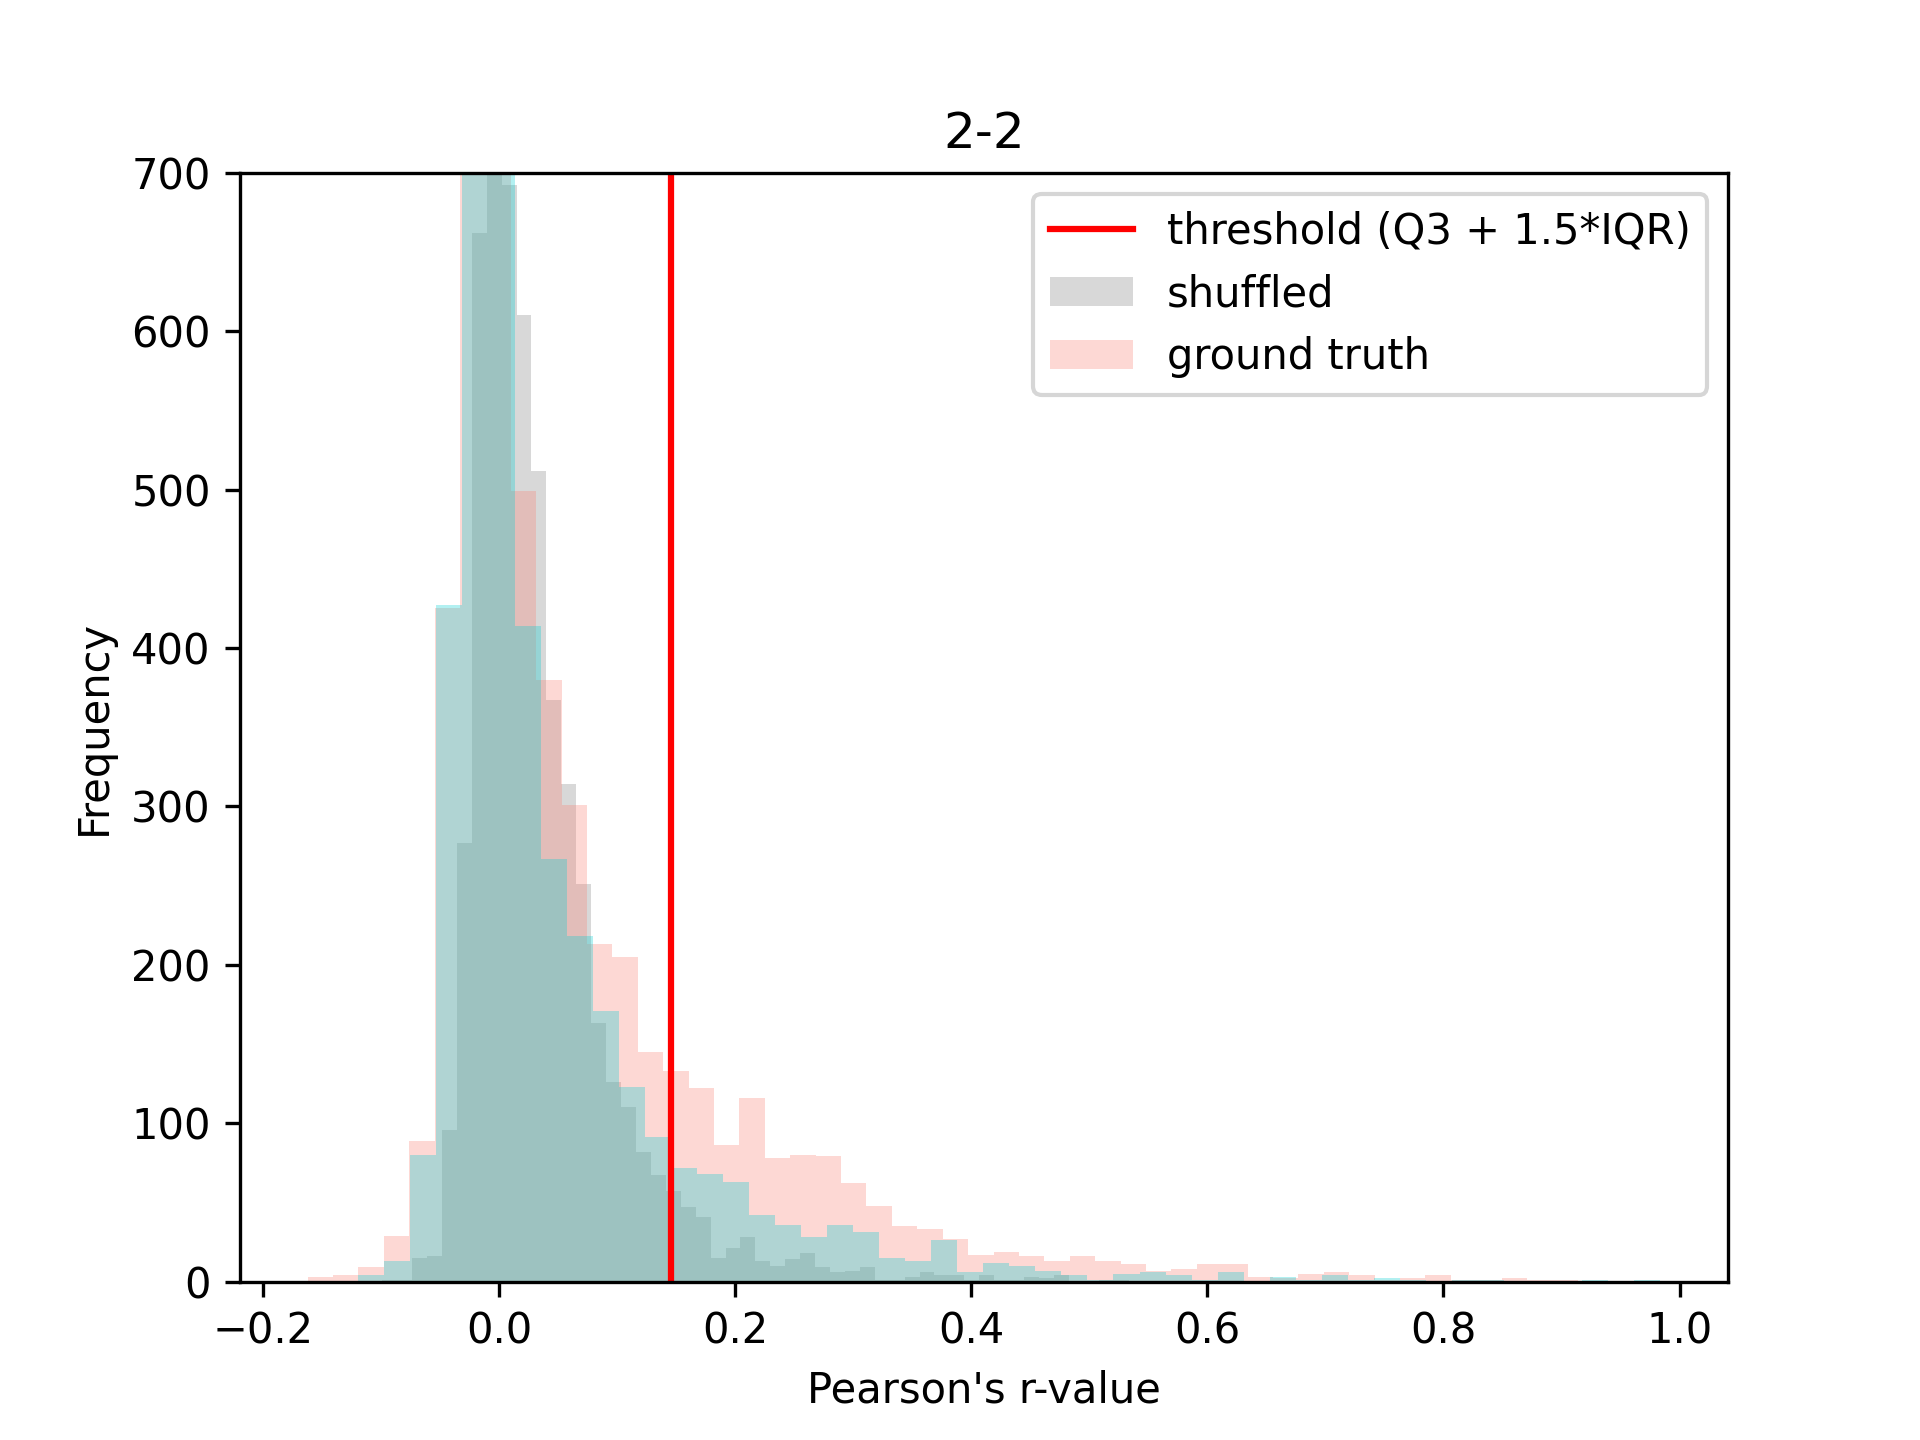 2-2
threshold (Q3 + 1.5*IQR)
shuffled
ground truth
700
600
500
400
300
200
100
0
Frequency
−0.2 0.0 0.2 0.4 0.6 0.8 1.0
Pearson's r-value